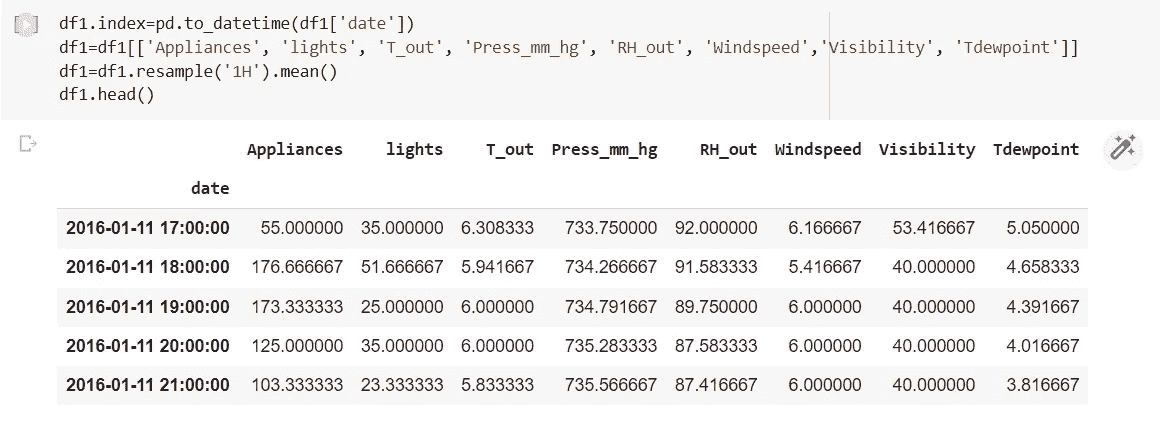 df1.index=pd.to_datetime(df1['date'])
df1=df1[['Appliances', 'lights', 'T_out', 'Press_mm_hg', 'RH_out', 'Windspeed','Visibility', 'Tdewpoint']]
df1=df1.resample('1H').mean()
df1.head()
Appliances lights T_out Press_mm_hg RH_out Windspeed Visibility Tdewpoint
date
2016-01-11 17:00:00 55.000000 35.000000 6.308333 733.750000 92.000000 6.166667 53.416667 5.050000
2016-01-11 18:00:00 176.666667 51.666667 5.941667 734.266667 91.583333 5.416667 40.000000 4.658333
2016-01-11 19:00:00 173.333333 25.000000 6.000000 734.791667 89.750000 6.000000 40.000000 4.391667
2016-01-11 20:00:00 125.000000 35.000000 6.000000 735.283333 87.583333 6.000000 40.000000 4.016667
2016-01-11 21:00:00 103.333333 23.333333 5.833333 735.566667 87.416667 6.000000 40.000000 3.816667